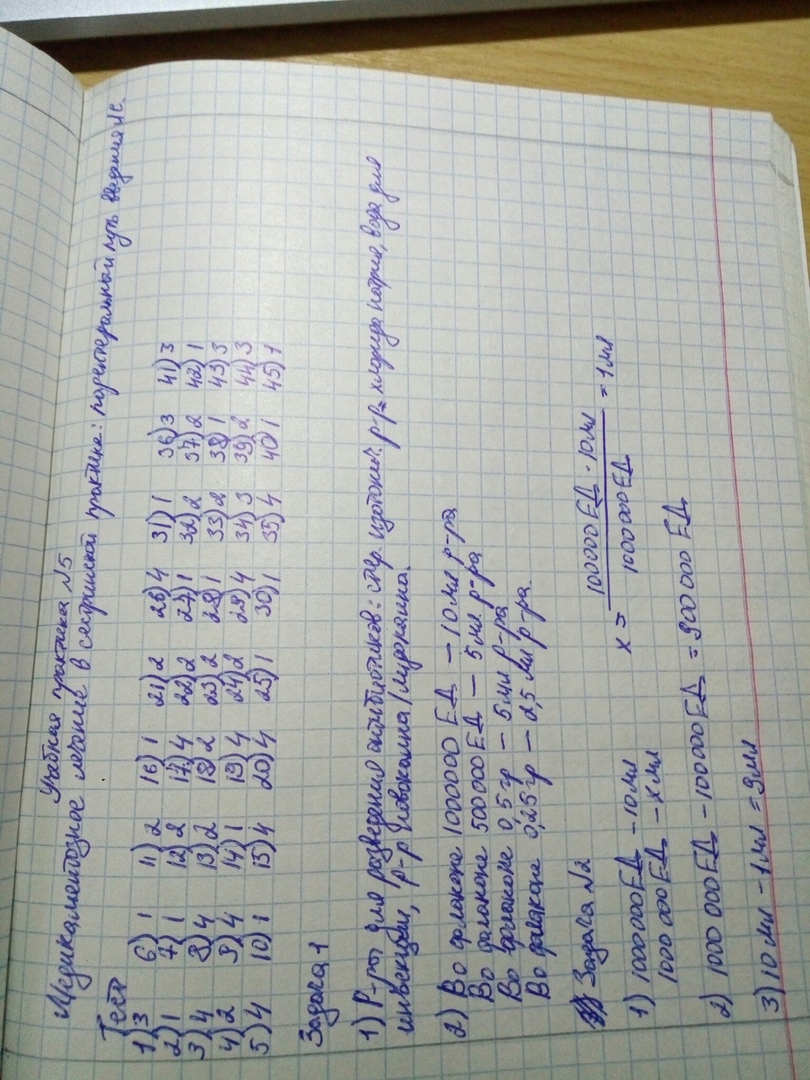 Учебная практика №5
Медикаментозное лечение в сестринской практике: парентеральный путь введения ЛС.
Тест
1) 3 6) 1 11) 2 16) 1 21) 2 26) 4 31) 1 36) 3 41) 3
2) 1 7) 1 12) 2 17) 4 22) 2 27) 1 32) 2 37) 2 42) 1
3) 4 8) 4 13) 2 18) 2 23) 2 28) 1 33) 2 38) 1 43) 3
4) 2 9) 4 14) 1 19) 4 24) 2 29) 4 34) 3 39) 2 44) 3
5) 4 10) 1 15) 4 20) 4 25) 1 30) 1 35) 4 40) 1 45) 1
Задача 1
1) Р-ры для разведения антибиотиков: стер. изотонич. р-р хлорида натрия, вода для
инъекций, р-р новокаина/лидокаина.
2) Во флаконе 1000000 ЕД – 10 мл р-ра
Во флаконе 500000 ЕД – 5 мл р-ра
Во флаконе 0,5 гр – 5 мл р-ра
Во флаконе 0,25 гр – 2,5 мл р-ра.
Задача №2
1) 1000000 ЕД – 10 мл
1000 000 ЕД – x мл
x = 100000 ЕД · 10 мл / 1000000 ЕД = 1 мл
2) 1000 000 ЕД – 100000 ЕД = 900 000 ЕД
3) 10 мл – 1 мл = 9 мл